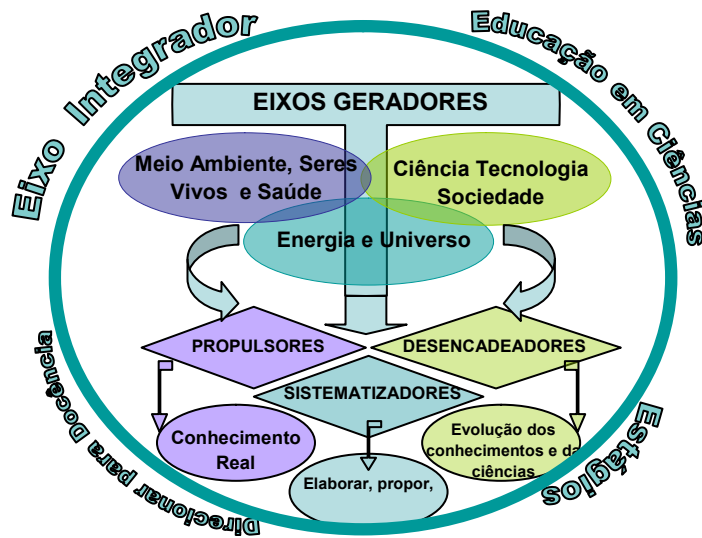 Eixo Integrador
Educação em Ciências
EIXOS GERADORES
Meio Ambiente, Seres
Vivos e Saúde
Ciência Tecnologia
Sociedade
Energia e Universo
PROPULSORES
DESENCADEADORES
SISTEMATIZADORES
Conhecimento
Real
Evolução dos
conhecimentos e da
ciências
Elaborar, propor,
Direcionar para Docência
Estágios